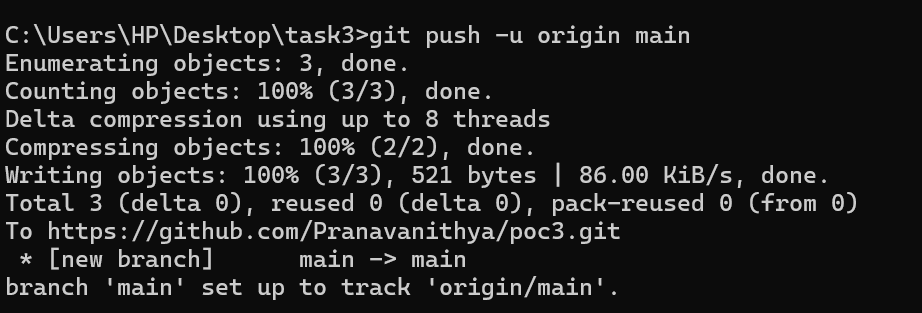 C:\Users\HP\Desktop\task3>git push -u origin main
Enumerating objects: 3, done.
Counting objects: 100% (3/3), done.
Delta compression using up to 8 threads
Compressing objects: 100% (2/2), done.
Writing objects: 100% (3/3), 521 bytes | 86.00 KiB/s, done.
Total 3 (delta 0), reused 0 (delta 0), pack-reused 0 (from 0)
To https://github.com/Pranavanithya/poc3.git
 * [new branch]      main -> main
branch 'main' set up to track 'origin/main'.